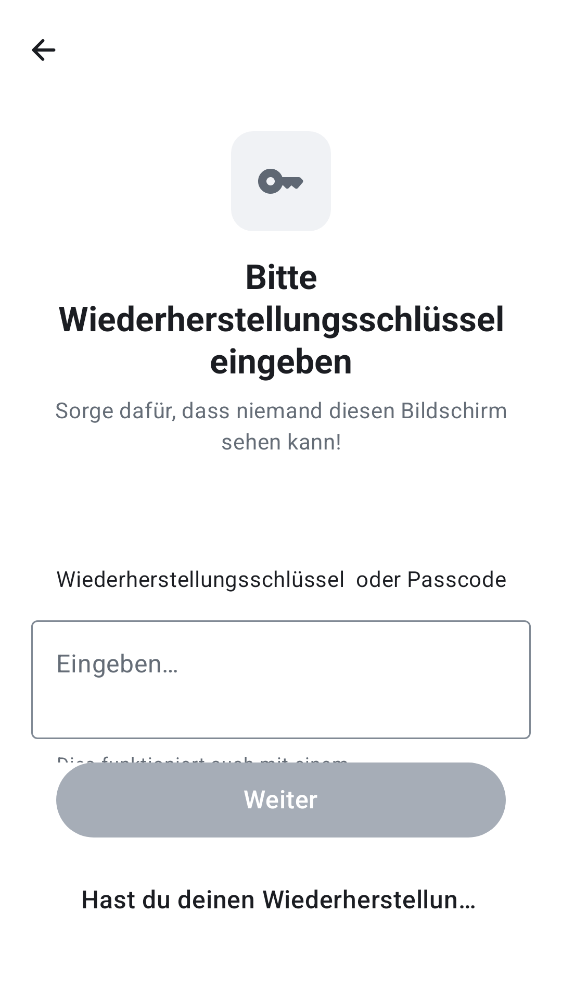 Bitte
Wiederherstellungsschlüssel
eingeben
Sorge dafür, dass niemand diesen Bildschirm
sehen kann!
Wiederherstellungsschlüssel oder Passcode
Eingeben…
Dies funktioniert auch mit einem
Weiter
Hast du deinen Wiederherstellun…